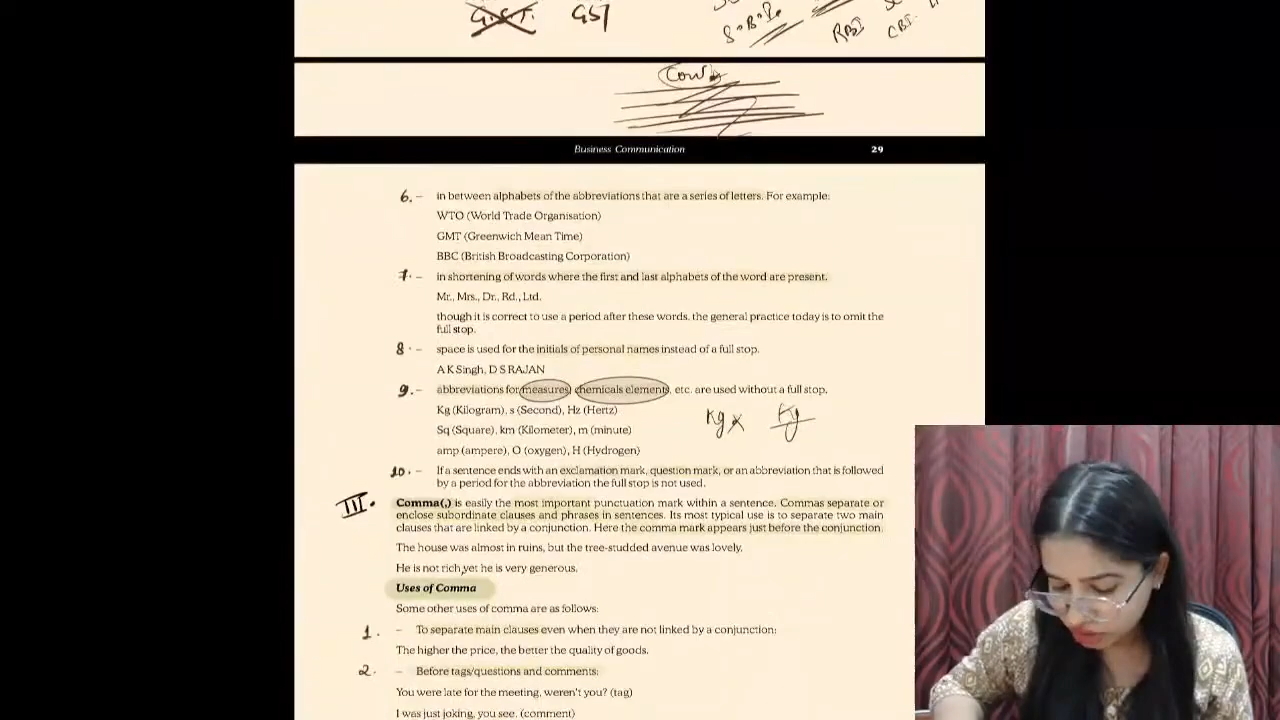 G.S.T. GST
S.B.I. RBI CBI
Cow
Business Communication 29
6. – in between alphabets of the abbreviations that are a series of letters. For example:
WTO (World Trade Organisation)
GMT (Greenwich Mean Time)
BBC (British Broadcasting Corporation)
7. – in shortening of words where the first and last alphabets of the word are present.
Mr., Mrs., Dr., Rd., Ltd.
though it is correct to use a period after these words, the general practice today is to omit the
full stop.
8. – space is used for the initials of personal names instead of a full stop.
A K Singh, D S RAJAN
9. – abbreviations for measures, chemicals elements, etc. are used without a full stop.
Kg (Kilogram), s (Second), Hz (Hertz)
Kg x Kg
Sq (Square), km (Kilometer), m (minute)
amp (ampere), O (oxygen), H (Hydrogen)
10. – If a sentence ends with an exclamation mark, question mark, or an abbreviation that is followed
by a period for the abbreviation the full stop is not used.
III. Comma(,) is easily the most important punctuation mark within a sentence. Commas separate or
enclose subordinate clauses and phrases in sentences. Its most typical use is to separate two main
clauses that are linked by a conjunction. Here the comma mark appears just before the conjunction.
The house was almost in ruins, but the tree-studded avenue was lovely.
He is not rich, yet he is very generous.
Uses of Comma
Some other uses of comma are as follows:
1. – To separate main clauses even when they are not linked by a conjunction:
The higher the price, the better the quality of goods.
2. – Before tags/questions and comments:
You were late for the meeting, weren't you? (tag)
I was just joking, you see. (comment)